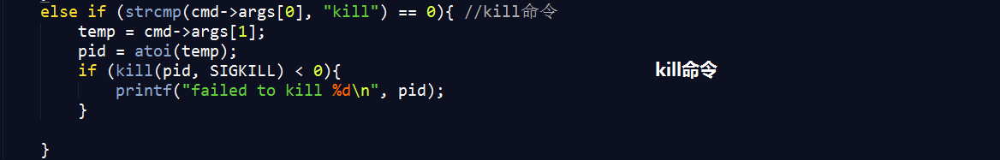 else if (strcmp(cmd->args[0], "kill") == 0){ //kill命令
temp = cmd->args[1];
pid = atoi(temp);
if (kill(pid, SIGKILL) < 0){
printf("failed to kill %d\n", pid);
}
}
kill命令